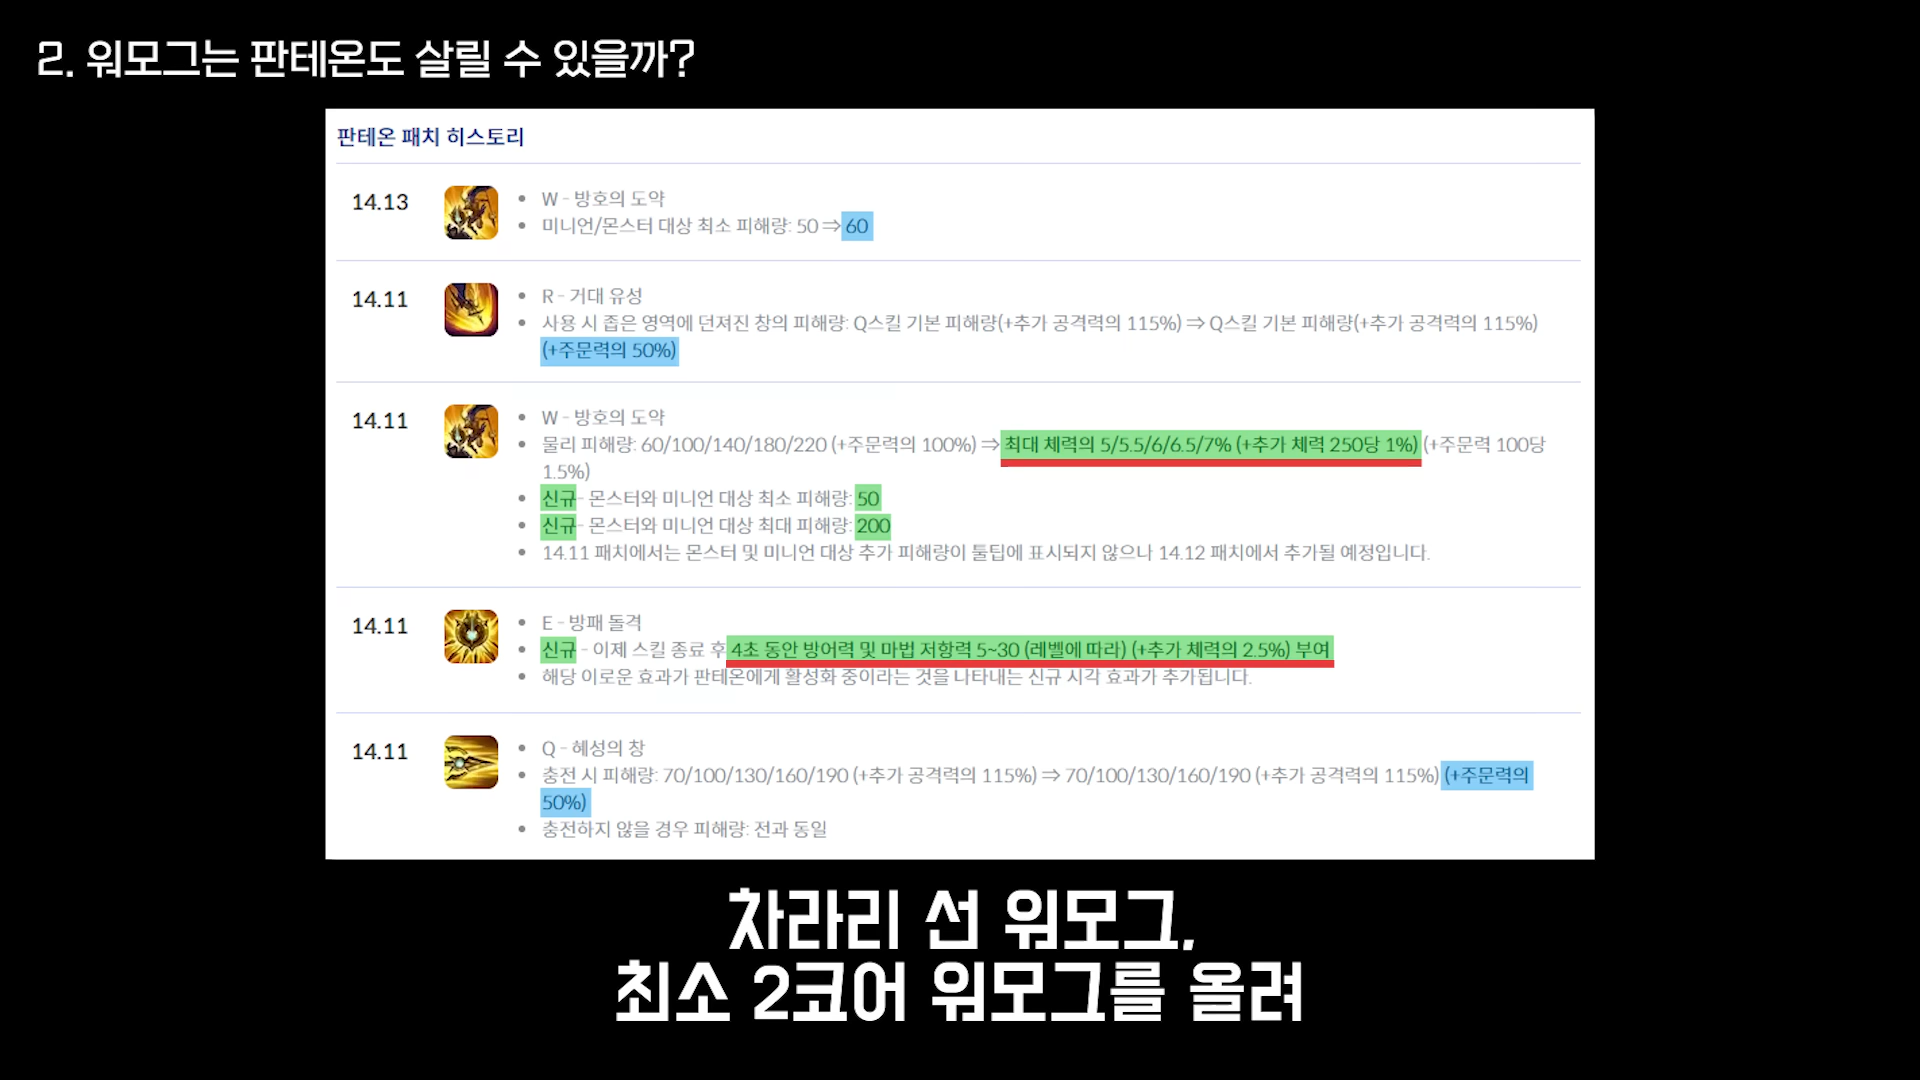 2. 워모그는 판테온도 살릴 수 있을까?
판테온 패치 히스토리
14.13
W - 방호의 도약
미니언/몬스터 대상 최소 피해량: 50 ⇒ 60
14.11
R - 거대 유성
사용 시 좁은 영역에 던져진 창의 피해량: Q스킬 기본 피해량(+추가 공격력의 115%) ⇒ Q스킬 기본 피해량(+추가 공격력의 115%)
(+주문력의 50%)
14.11
W - 방호의 도약
물리 피해량: 60/100/140/180/220 (+주문력의 100%) ⇒ 최대 체력의 5/5.5/6/6.5/7% (+추가 체력 250당 1%) (+주문력 100당
1.5%)
신규 - 몬스터와 미니언 대상 최소 피해량: 50
신규 - 몬스터와 미니언 대상 최대 피해량: 200
14.11 패치에서는 몬스터 및 미니언 대상 추가 피해량이 툴팁에 표시되지 않으나 14.12 패치에서 추가될 예정입니다.
14.11
E - 방패 돌격
신규 - 이제 스킬 종료 후 4초 동안 방어력 및 마법 저항력 5~30 (레벨에 따라) (+추가 체력의 2.5%) 부여
해당 이로운 효과가 판테온에게 활성화 중이라는 것을 나타내는 신규 시각 효과가 추가됩니다.
14.11
Q - 혜성의 창
충전 시 피해량: 70/100/130/160/190 (+추가 공격력의 115%) ⇒ 70/100/130/160/190 (+추가 공격력의 115%) (+주문력의
50%)
충전하지 않을 경우 피해량: 전과 동일
차라리 선 워모그,
최소 2코어 워모그를 올려